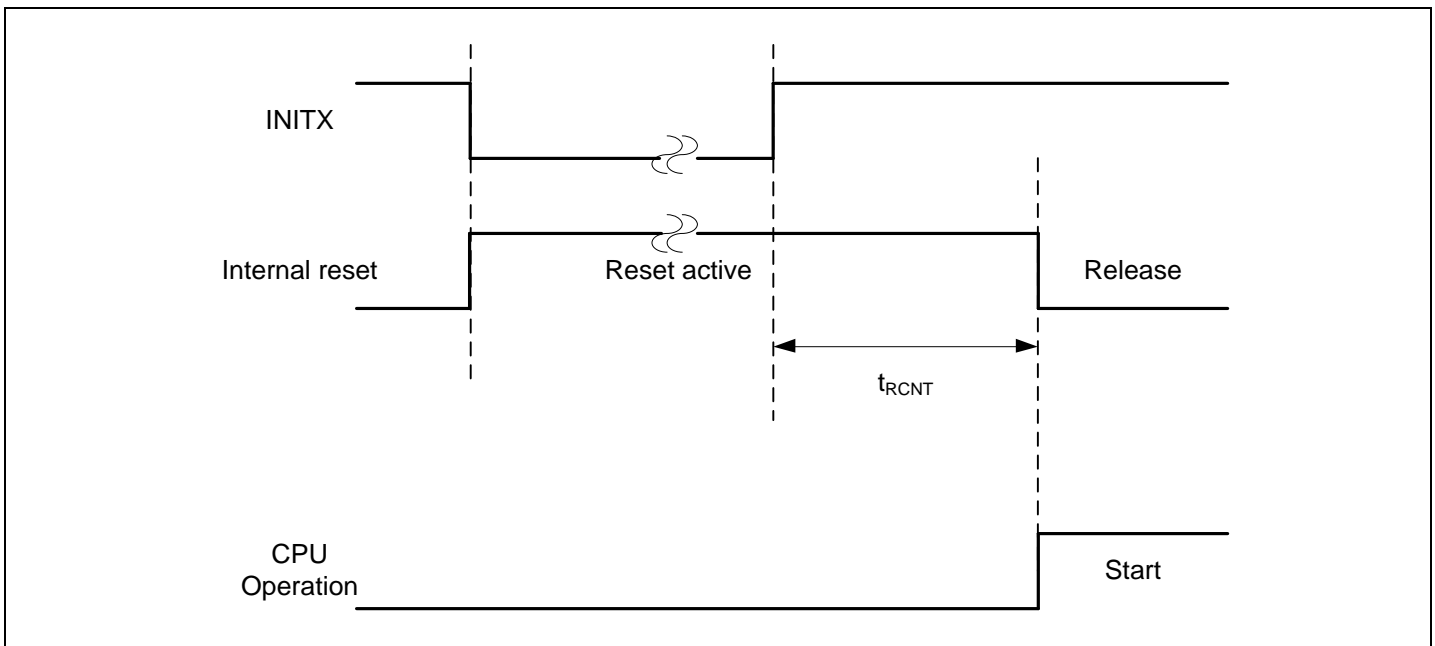 INITX
Internal reset
Reset active
Release
tRCNT
CPU
Operation
Start